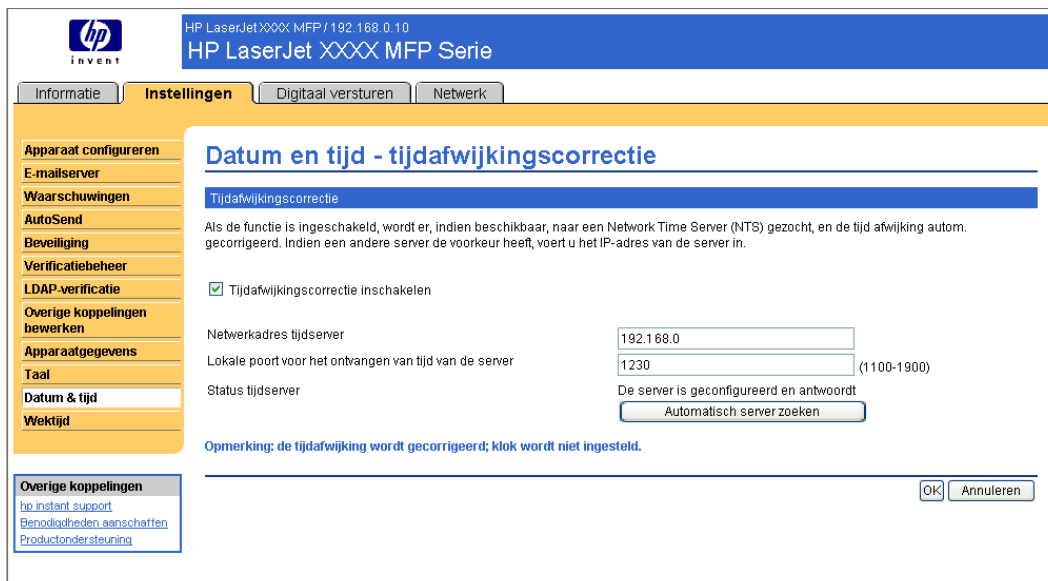 hp
invent
HP LaserJet XXXX MFP / 192.168.0.10
HP LaserJet XXXX MFP Serie
Informatie
Instellingen
Digitaal versturen
Netwerk
Apparaat configureren
E-mailserver
Waarschuwingen
AutoSend
Beveiliging
Verificatiebeheer
LDAP-verificatie
Overige koppelingen
bewerken
Apparaatgegevens
Taal
Datum & tijd
Wektijd
Overige koppelingen
hp instant support
Benodigdheden aanschaffen
Productondersteuning
Datum en tijd - tijdafwijkingscorrectie
Tijdafwijkingscorrectie
Als de functie is ingeschakeld, wordt er, indien beschikbaar, naar een Network Time Server (NTS) gezocht, en de tijd afwijking autom.
gecorrigeerd. Indien een andere server de voorkeur heeft, voert u het IP-adres van de server in.
Tijdafwijkingscorrectie inschakelen
Netwerkadres tijdserver
192.168.0
Lokale poort voor het ontvangen van tijd van de server
1230
(1100-1900)
Status tijdserver
De server is geconfigureerd en antwoordt
Automatisch server zoeken
Opmerking: de tijdafwijking wordt gecorrigeerd; klok wordt niet ingesteld.
OK
Annuleren